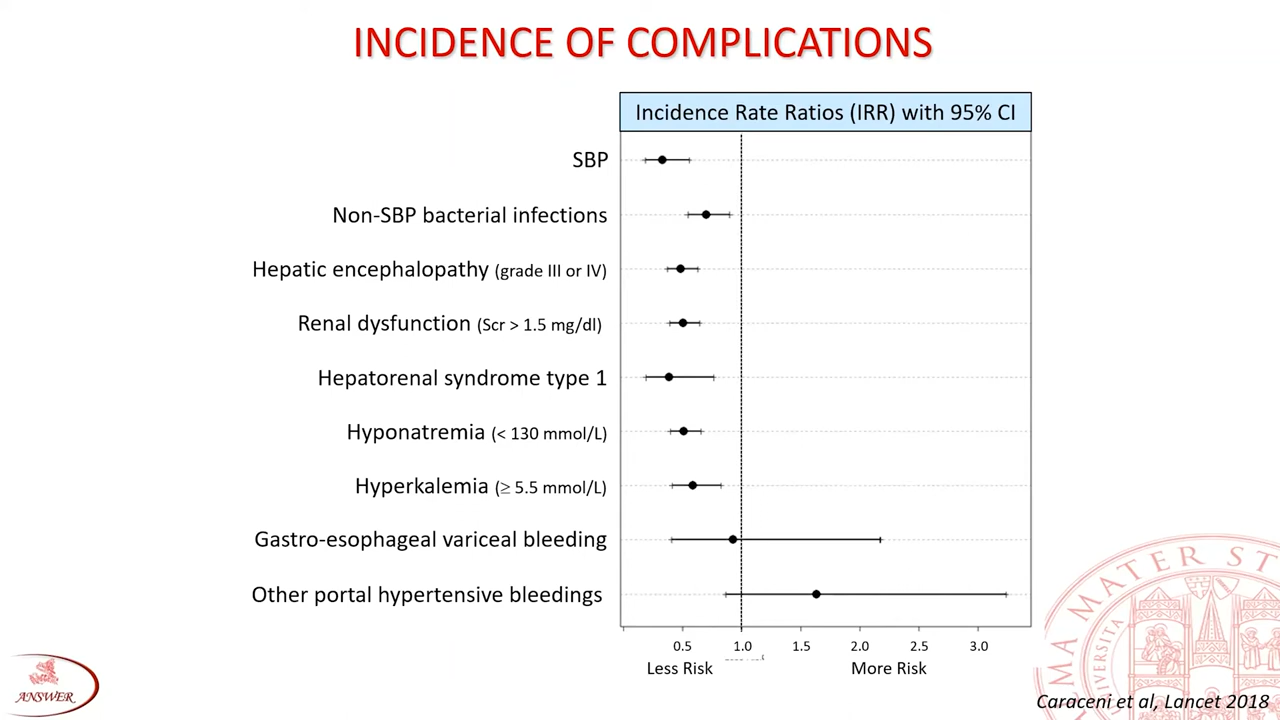 INCIDENCE OF COMPLICATIONS
Incidence Rate Ratios (IRR) with 95% CI
SBP
Non-SBP bacterial infections
Hepatic encephalopathy (grade III or IV)
Renal dysfunction (Scr > 1.5 mg/dl)
Hepatorenal syndrome type 1
Hyponatremia (< 130 mmol/L)
Hyperkalemia (≥ 5.5 mmol/L)
Gastro-esophageal variceal bleeding
Other portal hypertensive bleedings
0.5 1.0 1.5 2.0 2.5 3.0
Less Risk More Risk
ANSWER
MATER
Caraceni et al, Lancet 2018